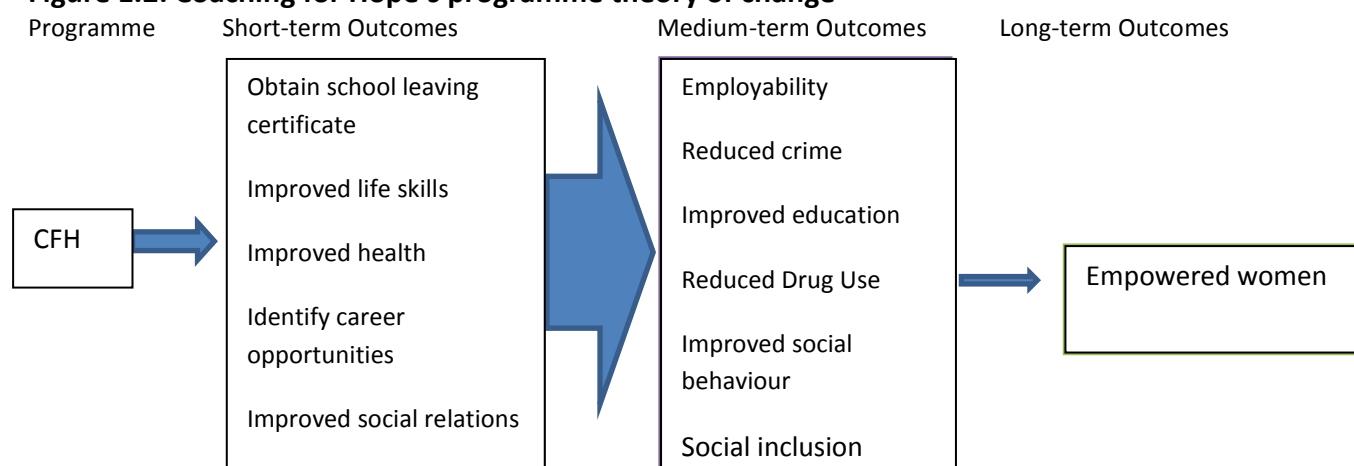 Figure 1.2: Coaching for Hope's programme theory of change
Programme Short-term Outcomes Medium-term Outcomes Long-term Outcomes
CFH
Obtain school leaving
certificate
Improved life skills
Improved health
Identify career
opportunities
Improved social relations
Employability
Reduced crime
Improved education
Reduced Drug Use
Improved social
behaviour
Social inclusion
Empowered women